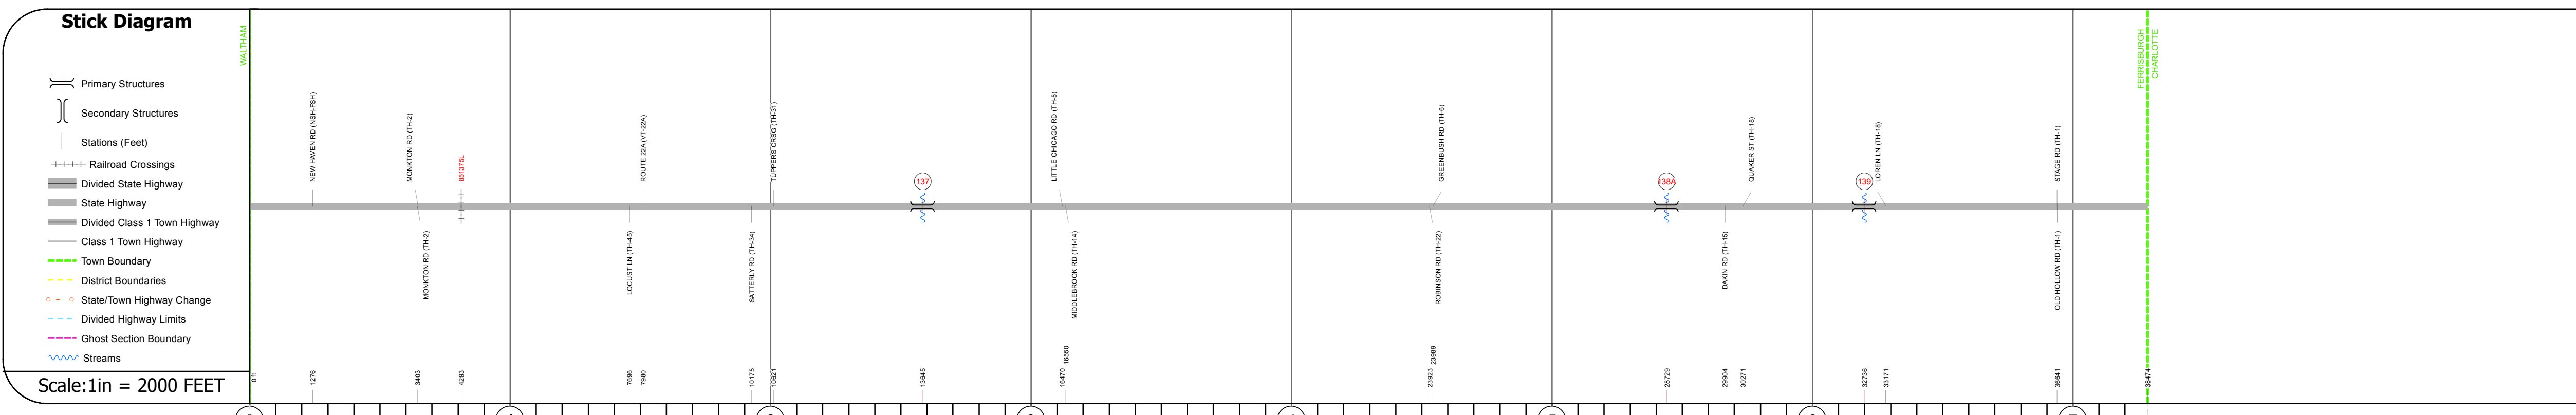 Stick Diagram
Primary Structures
Secondary Structures
Stations (Feet)
Railroad Crossings
Divided State Highway
State Highway
Divided Class 1 Town Highway
Class 1 Town Highway
Town Boundary
District Boundaries
State/Town Highway Change
Divided Highway Limits
Ghost Section Boundary
Streams
Scale:1in = 2000 FEET
WALTHAM
NEW HAVEN RD (NSH-FSH)
MONKTON RD (TH-2)
851375L
ROUTE 22A (VT-22A)
TUPPERS CRSG (TH-31)
137
LITTLE CHICAGO RD (TH-5)
GREENBUSH RD (TH-6)
138A
QUAKER ST (TH-18)
139
LOREN LN (TH-18)
STAGE RD (TH-1)
FERRISBURGH
CHARLOTTE
MONKTON RD (TH-2)
LOCUST LN (TH-45)
SATTERLY RD (TH-34)
MIDDLEBROOK RD (TH-14)
ROBINSON RD (TH-22)
DAKIN RD (TH-15)
OLD HOLLOW RD (TH-1)
0 ft
1276
3403
4293
7696
7980
10175
10621
13645
16470
16550
23923
23989
28729
29904
30271
32736
33171
36641
38474